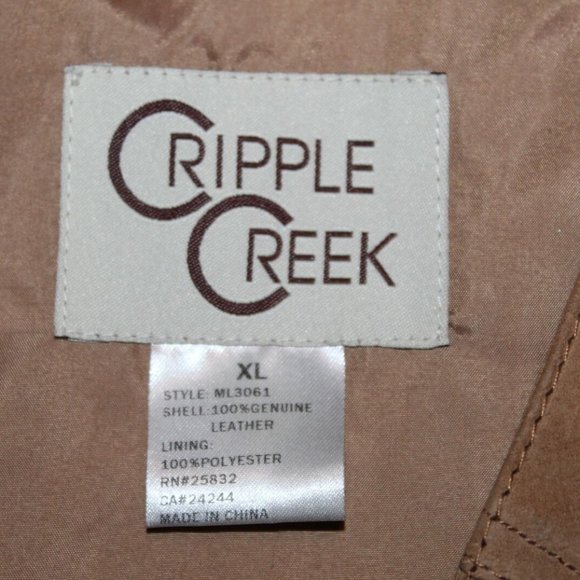 CRIPPLE
CREEK
XL
STYLE: ML3061
SHELL:100%GENUINE
LEATHER
LINING:
100%POLYESTER
RN#25832
CA#24244
MADE IN CHINA